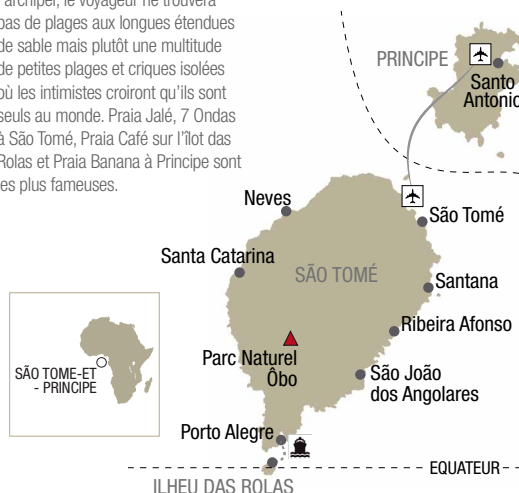 l'archipel, le voyageur ne trouvera
pas de plages aux longues étendues
de sable mais plutôt une multitude
de petites plages et criques isolées
où les intimistes croiront qu'ils sont
seuls au monde. Praia Jalé, 7 Ondas
à São Tomé, Praia Café sur l'îlot das
Rolas et Praia Banana à Principe sont
les plus fameuses.
PRINCIPE
Santo
Antonio
Neves
São Tomé
Santa Catarina
SÃO TOMÉ
Santana
Ribeira Afonso
Parc Naturel
Ôbo
São João
dos Angolares
SÃO TOME-ET
- PRINCIPE
Porto Alegre
EQUATEUR
ILHEU DAS ROLAS